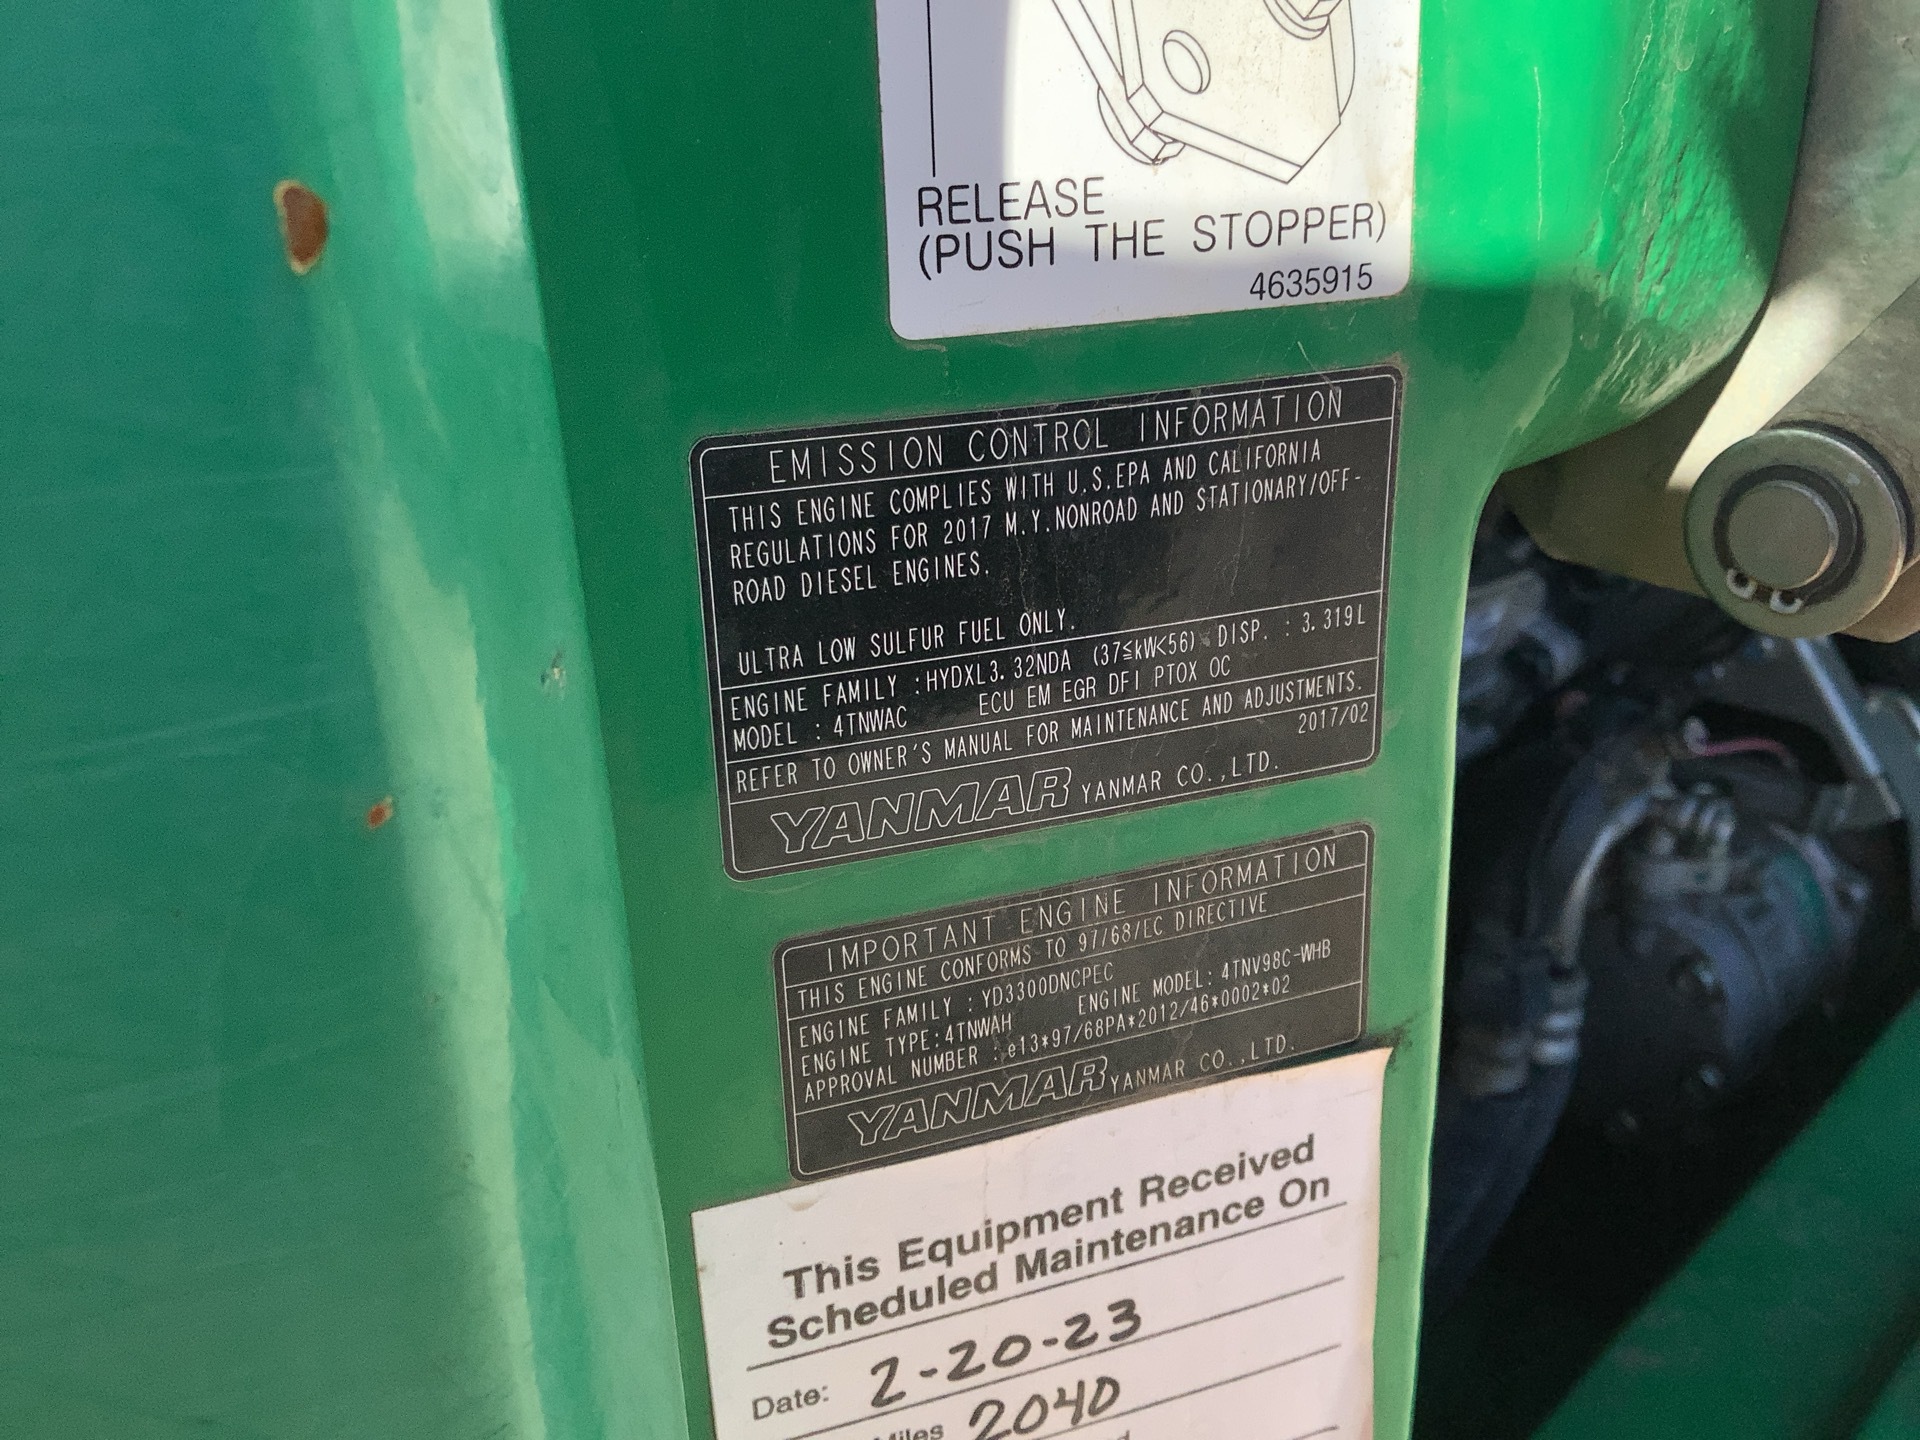 RELEASE
(PUSH THE STOPPER)
4635915
EMISSION CONTROL INFORMATION
THIS ENGINE COMPLIES WITH U.S.EPA AND CALIFORNIA
REGULATIONS FOR 2017 M.Y.NONROAD AND STATIONARY/OFF-
ROAD DIESEL ENGINES.
ULTRA LOW SULFUR FUEL ONLY.
ENGINE FAMILY :HYDXL3.32NDA (37≦kW<56) DISP. : 3.319L
MODEL : 4TNWAC ECU EM EGR DFI PTOX OC
REFER TO OWNER'S MANUAL FOR MAINTENANCE AND ADJUSTMENTS.
2017/02
YANMAR YANMAR CO.,LTD.
IMPORTANT ENGINE INFORMATION
THIS ENGINE CONFORMS TO 97/68/EC DIRECTIVE
ENGINE FAMILY : YD3300DNCPEC
ENGINE TYPE:4TNWAH ENGINE MODEL: 4TNV98C-WHB
APPROVAL NUMBER : e13*97/68PA*2012/46*0002*02
YANMAR YANMAR CO.,LTD.
This Equipment Received
Scheduled Maintenance On
Date: 2-20-23
Miles 2040